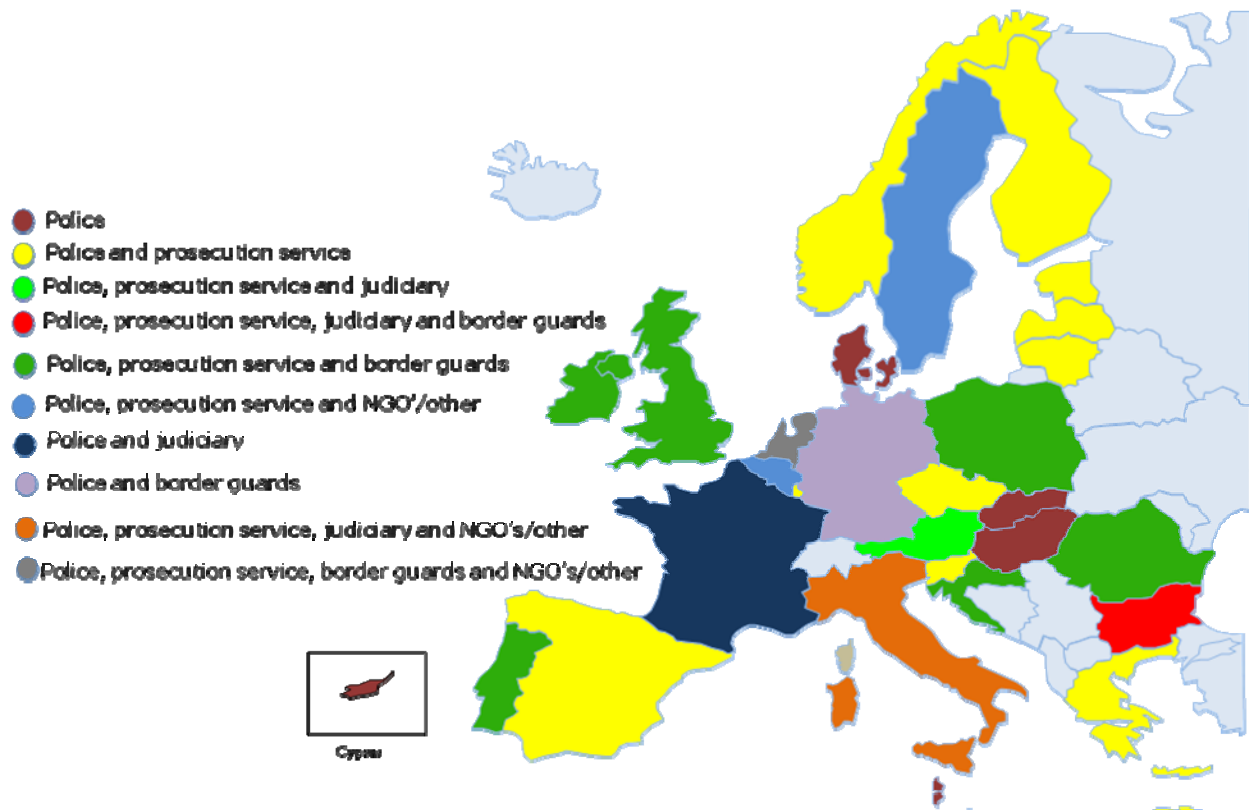 Police
Police and prosecution service
Police, prosecution service and judiciary
Police, prosecution service, judiciary and border guards
Police, prosecution service and border guards
Police, prosecution service and NGO'/other
Police and judiciary
Police and border guards
Police, prosecution service, judiciary and NGO's/other
Police, prosecution service, border guards and NGO's/other
Cyprus